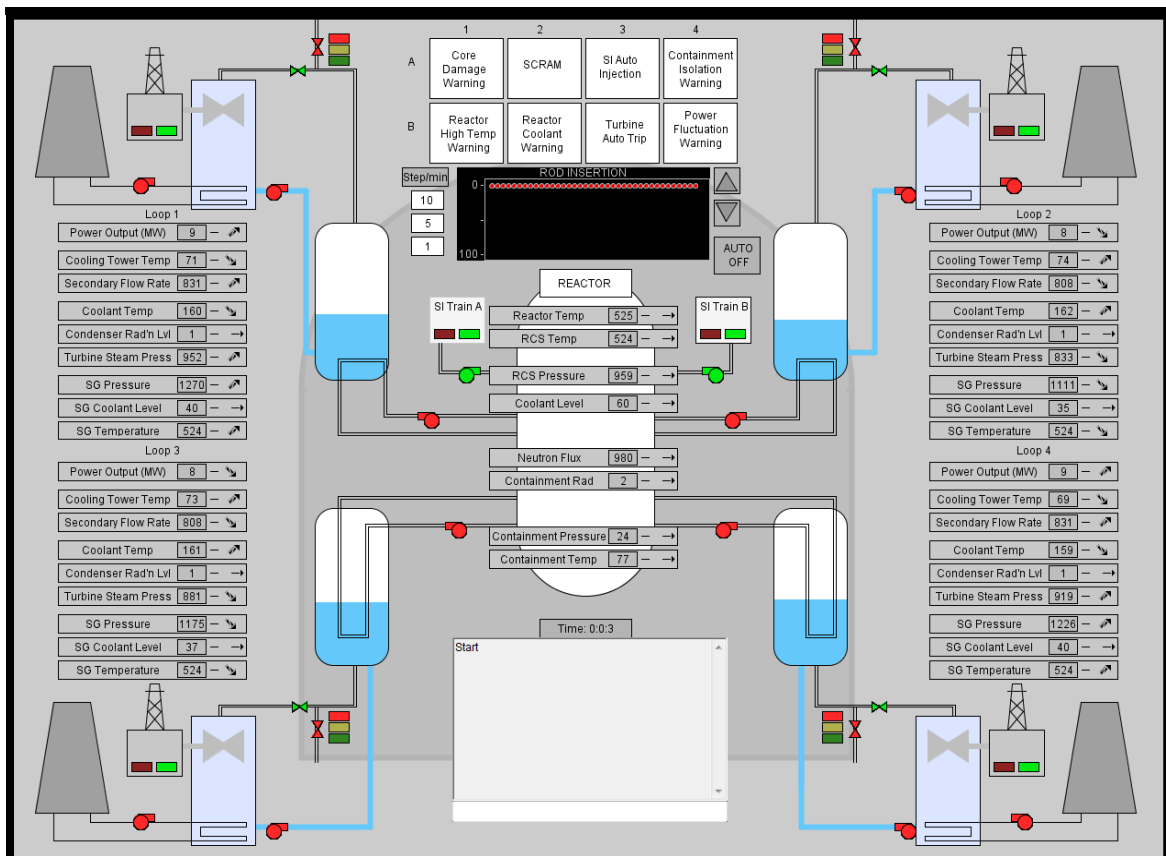 1 2 3 4
A
Core
Damage
Warning
SCRAM
SI Auto
Injection
Containment
Isolation
Warning
B
Reactor
High Temp
Warning
Reactor
Coolant
Warning
Turbine
Auto Trip
Power
Fluctuation
Warning
Step/min
10
5
1
ROD INSERTION
0 -
-
100 -
AUTO
OFF
Loop 1
Power Output (MW) 9 –
Cooling Tower Temp 71 –
Secondary Flow Rate 831 –
Coolant Temp 160 –
Condenser Rad'n Lvl 1 –
Turbine Steam Press 952 –
SG Pressure 1270 –
SG Coolant Level 40 –
SG Temperature 524 –
Loop 2
Power Output (MW) 8 –
Cooling Tower Temp 74 –
Secondary Flow Rate 808 –
Coolant Temp 162 –
Condenser Rad'n Lvl 1 –
Turbine Steam Press 833 –
SG Pressure 1111 –
SG Coolant Level 35 –
SG Temperature 524 –
REACTOR
SI Train A
SI Train B
Reactor Temp 525 –
RCS Temp 524 –
RCS Pressure 959 –
Coolant Level 60 –
Neutron Flux 980 –
Containment Rad 2 –
Containment Pressure 24 –
Containment Temp 77 –
Loop 3
Power Output (MW) 8 –
Cooling Tower Temp 73 –
Secondary Flow Rate 808 –
Coolant Temp 161 –
Condenser Rad'n Lvl 1 –
Turbine Steam Press 881 –
SG Pressure 1175 –
SG Coolant Level 37 –
SG Temperature 524 –
Loop 4
Power Output (MW) 9 –
Cooling Tower Temp 69 –
Secondary Flow Rate 831 –
Coolant Temp 159 –
Condenser Rad'n Lvl 1 –
Turbine Steam Press 919 –
SG Pressure 1226 –
SG Coolant Level 40 –
SG Temperature 524 –
Time: 0:0:3
Start